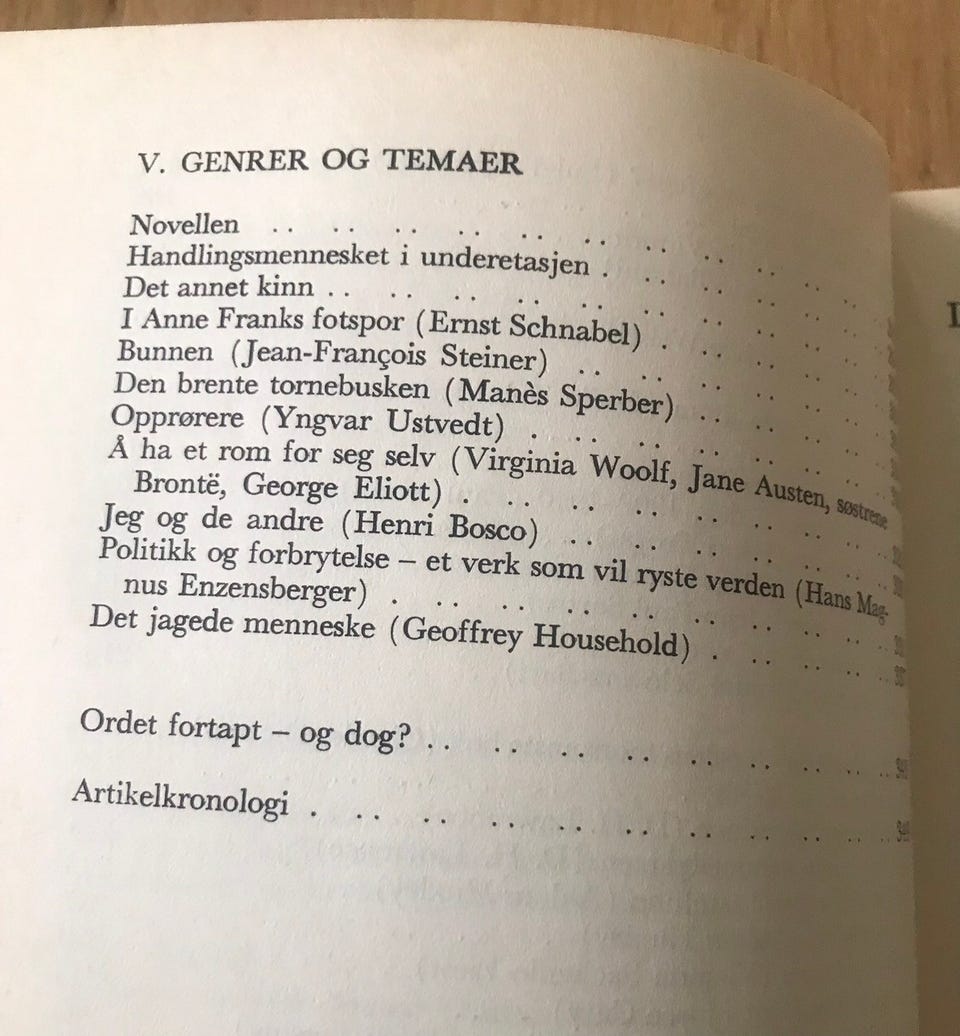 V. GENRER OG TEMAER
Novellen . . . . . . . . . . . . . . . . . .
Handlingsmennesket i underetasjen . . . . . . . . .
Det annet kinn . . . . . . . . . . . . . . . . . .
I Anne Franks fotspor (Ernst Schnabel) . . . . . . . .
Bunnen (Jean-François Steiner) . . . . . . . . . .
Den brente tornebusken (Manès Sperber) . . . . . . .
Opprørere (Yngvar Ustvedt) . . . . . . . . . . .
Å ha et rom for seg selv (Virginia Woolf, Jane Austen, søstrene
Brontë, George Eliott) . . . . . . . . . . . . .
Jeg og de andre (Henri Bosco) . . . . . . . . . .
Politikk og forbrytelse – et verk som vil ryste verden (Hans Mag-
nus Enzensberger) . . . . . . . . . . . . . . .
Det jagede menneske (Geoffrey Household) . . . . . . 
Ordet fortapt – og dog? . . . . . . . . . . . . . .
Artikelkronologi . . . . . . . . . . . . . . . . .